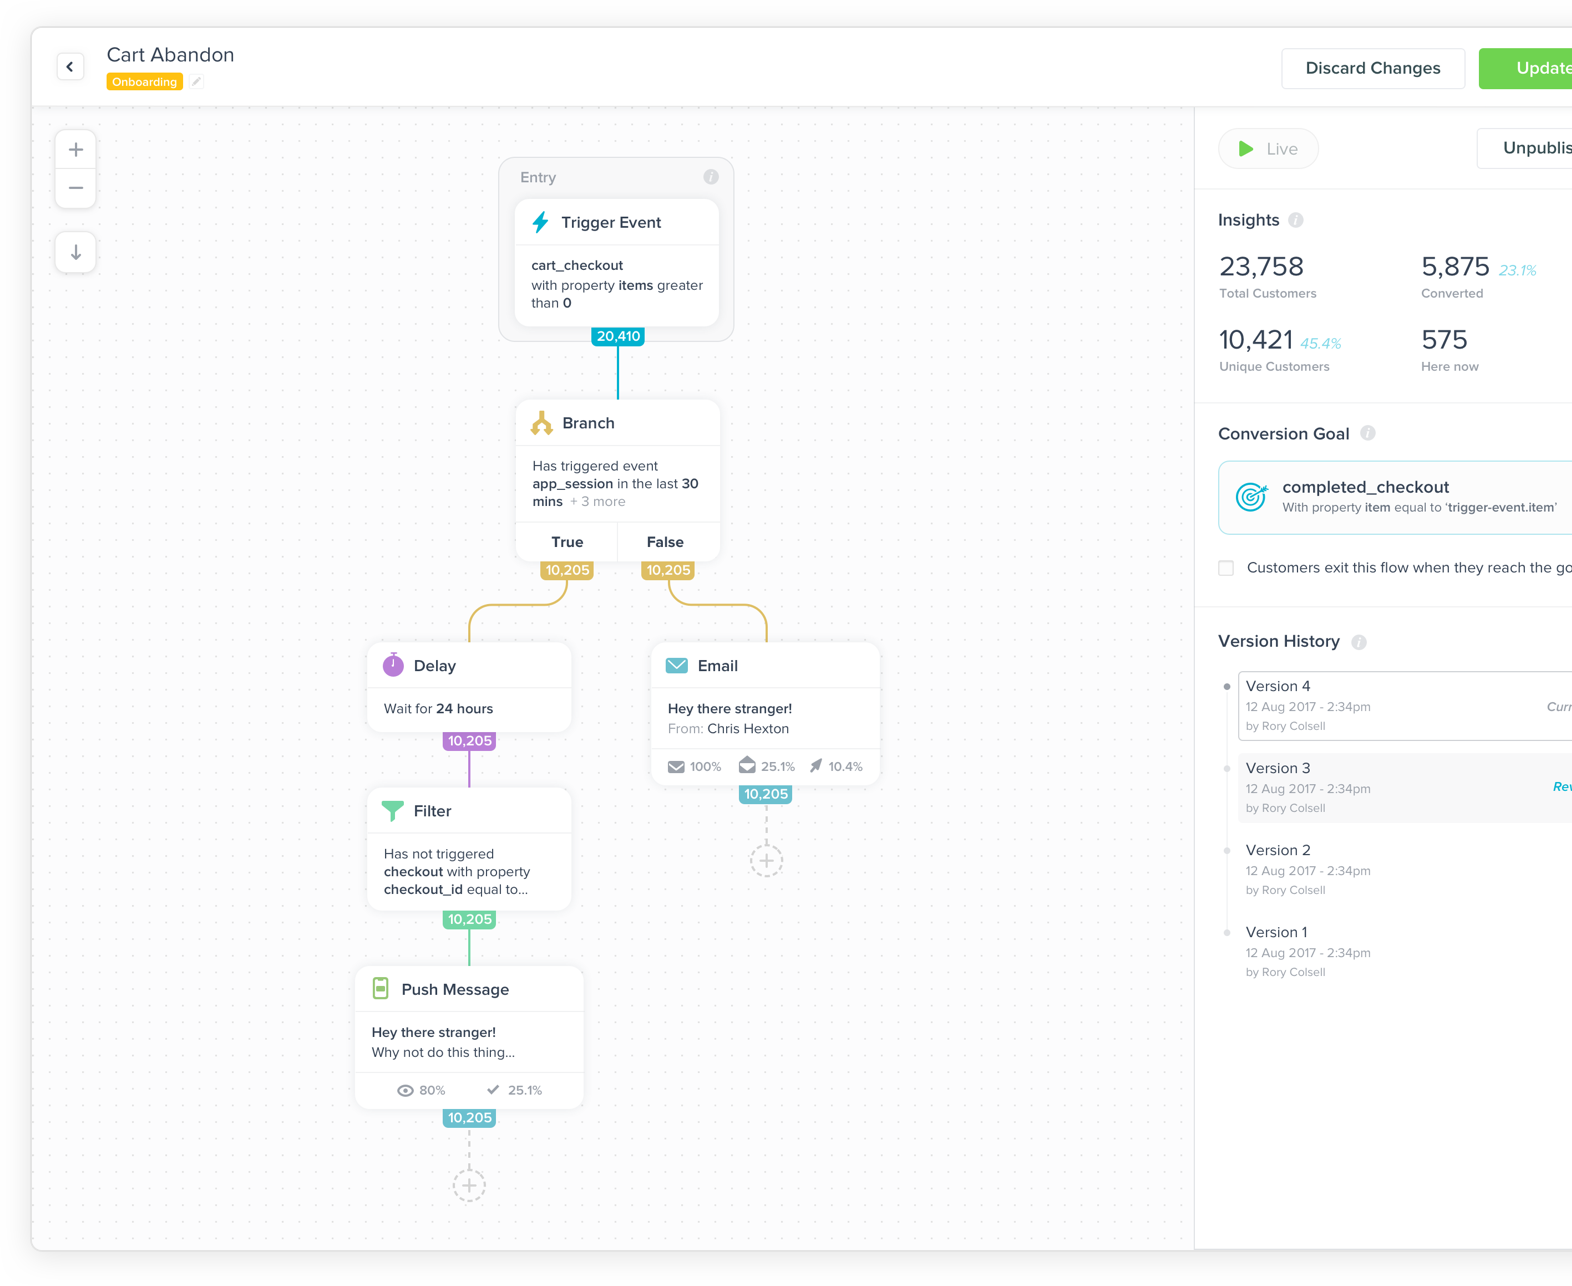 Cart Abandon
Onboarding
Discard Changes
Update
Entry
Trigger Event
cart_checkout
with property items greater
than 0
20,410
Branch
Has triggered event
app_session in the last 30
mins + 3 more
True
False
10,205
10,205
Delay
Wait for 24 hours
10,205
Email
Hey there stranger!
From: Chris Hexton
100%
25.1%
10.4%
10,205
Filter
Has not triggered
checkout with property
checkout_id equal to...
10,205
Push Message
Hey there stranger!
Why not do this thing...
80%
25.1%
10,205
Live
Unpublis
Insights
23,758
Total Customers
5,875 23.1%
Converted
10,421 45.4%
Unique Customers
575
Here now
Conversion Goal
completed_checkout
With property item equal to ‘trigger-event.item’
Customers exit this flow when they reach the go
Version History
Version 4
12 Aug 2017 - 2:34pm
Curr
by Rory Colsell
Version 3
12 Aug 2017 - 2:34pm
Rev
by Rory Colsell
Version 2
12 Aug 2017 - 2:34pm
by Rory Colsell
Version 1
12 Aug 2017 - 2:34pm
by Rory Colsell